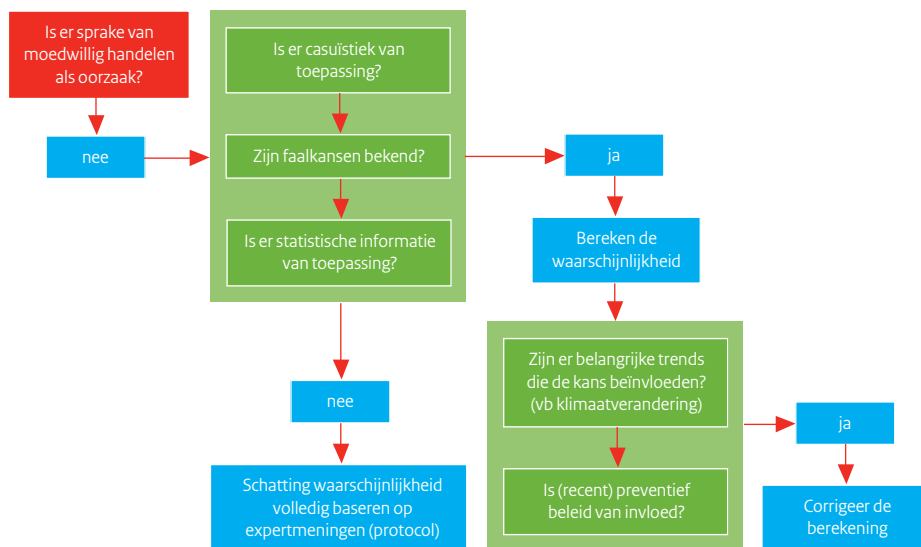 Is er sprake van
moedwillig handelen
als oorzaak?
nee
Is er casuïstiek van
toepassing?
Zijn faalkansen bekend?
Is er statistische informatie
van toepassing?
ja
Bereken de
waarschijnlijkheid
nee
Schatting waarschijnlijkheid
volledig baseren op
expertmeningen (protocol)
Zijn er belangrijke trends
die de kans beïnvloeden?
(vb klimaatverandering)
Is (recent) preventief
beleid van invloed?
ja
Corrigeer de
berekening